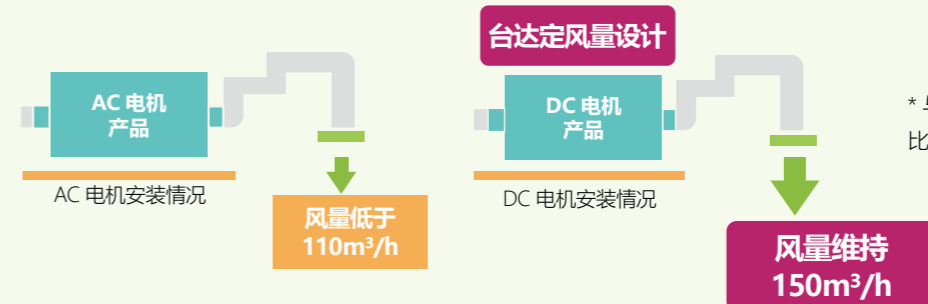 AC 电机
产品
AC 电机安装情况
风量低于
110m³/h
台达定风量设计
DC 电机
产品
DC 电机安装情况
风量维持
150m³/h
*
比